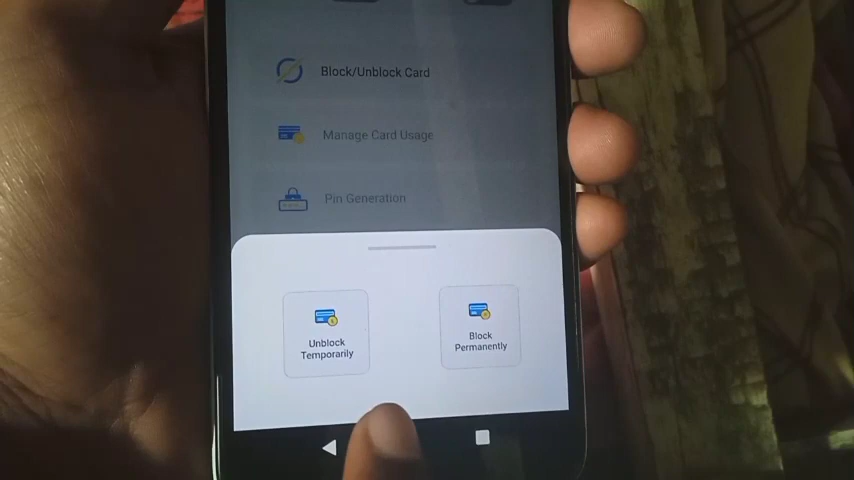 Block/Unblock Card
Manage Card Usage
Pin Generation
Unblock
Temporarily
Block
Permanently